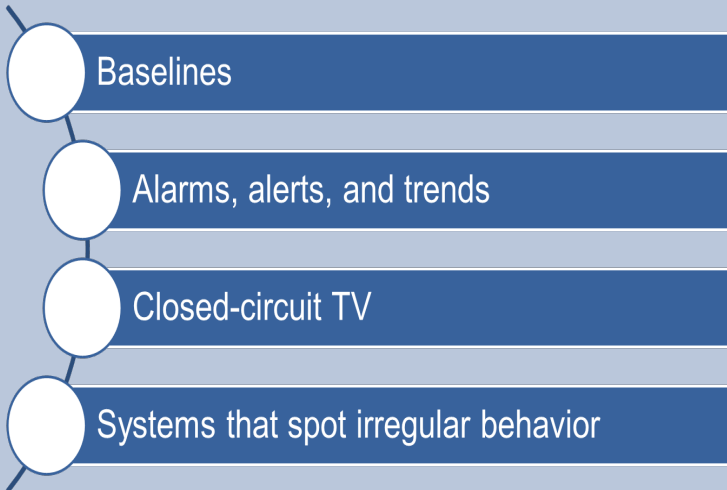 Baselines
Alarms, alerts, and trends
Closed-circuit TV
Systems that spot irregular behavior